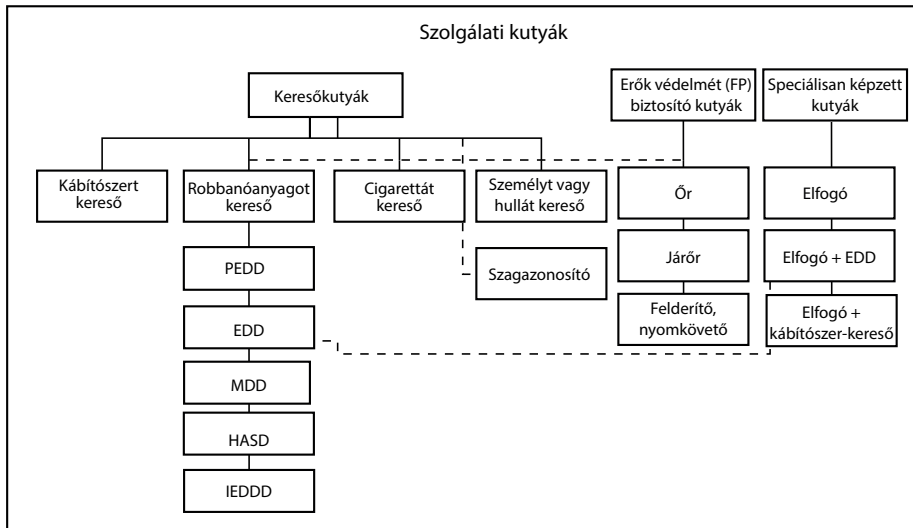 Szolgálati kutyák
Keresőkutyák
Erők védelmét (FP)
biztosító kutyák
Speciálisan képzett
kutyák
Kábítószert
kereső
Robbanóanyagot
kereső
Cigarettát
kereső
Személyt vagy
hullát kereső
Őr
Elfogó
PEDD
Szagazonosító
Járőr
Elfogó + EDD
EDD
Felderítő,
nyomkövető
Elfogó +
kábítószer-kereső
MDD
HASD
IEDDD